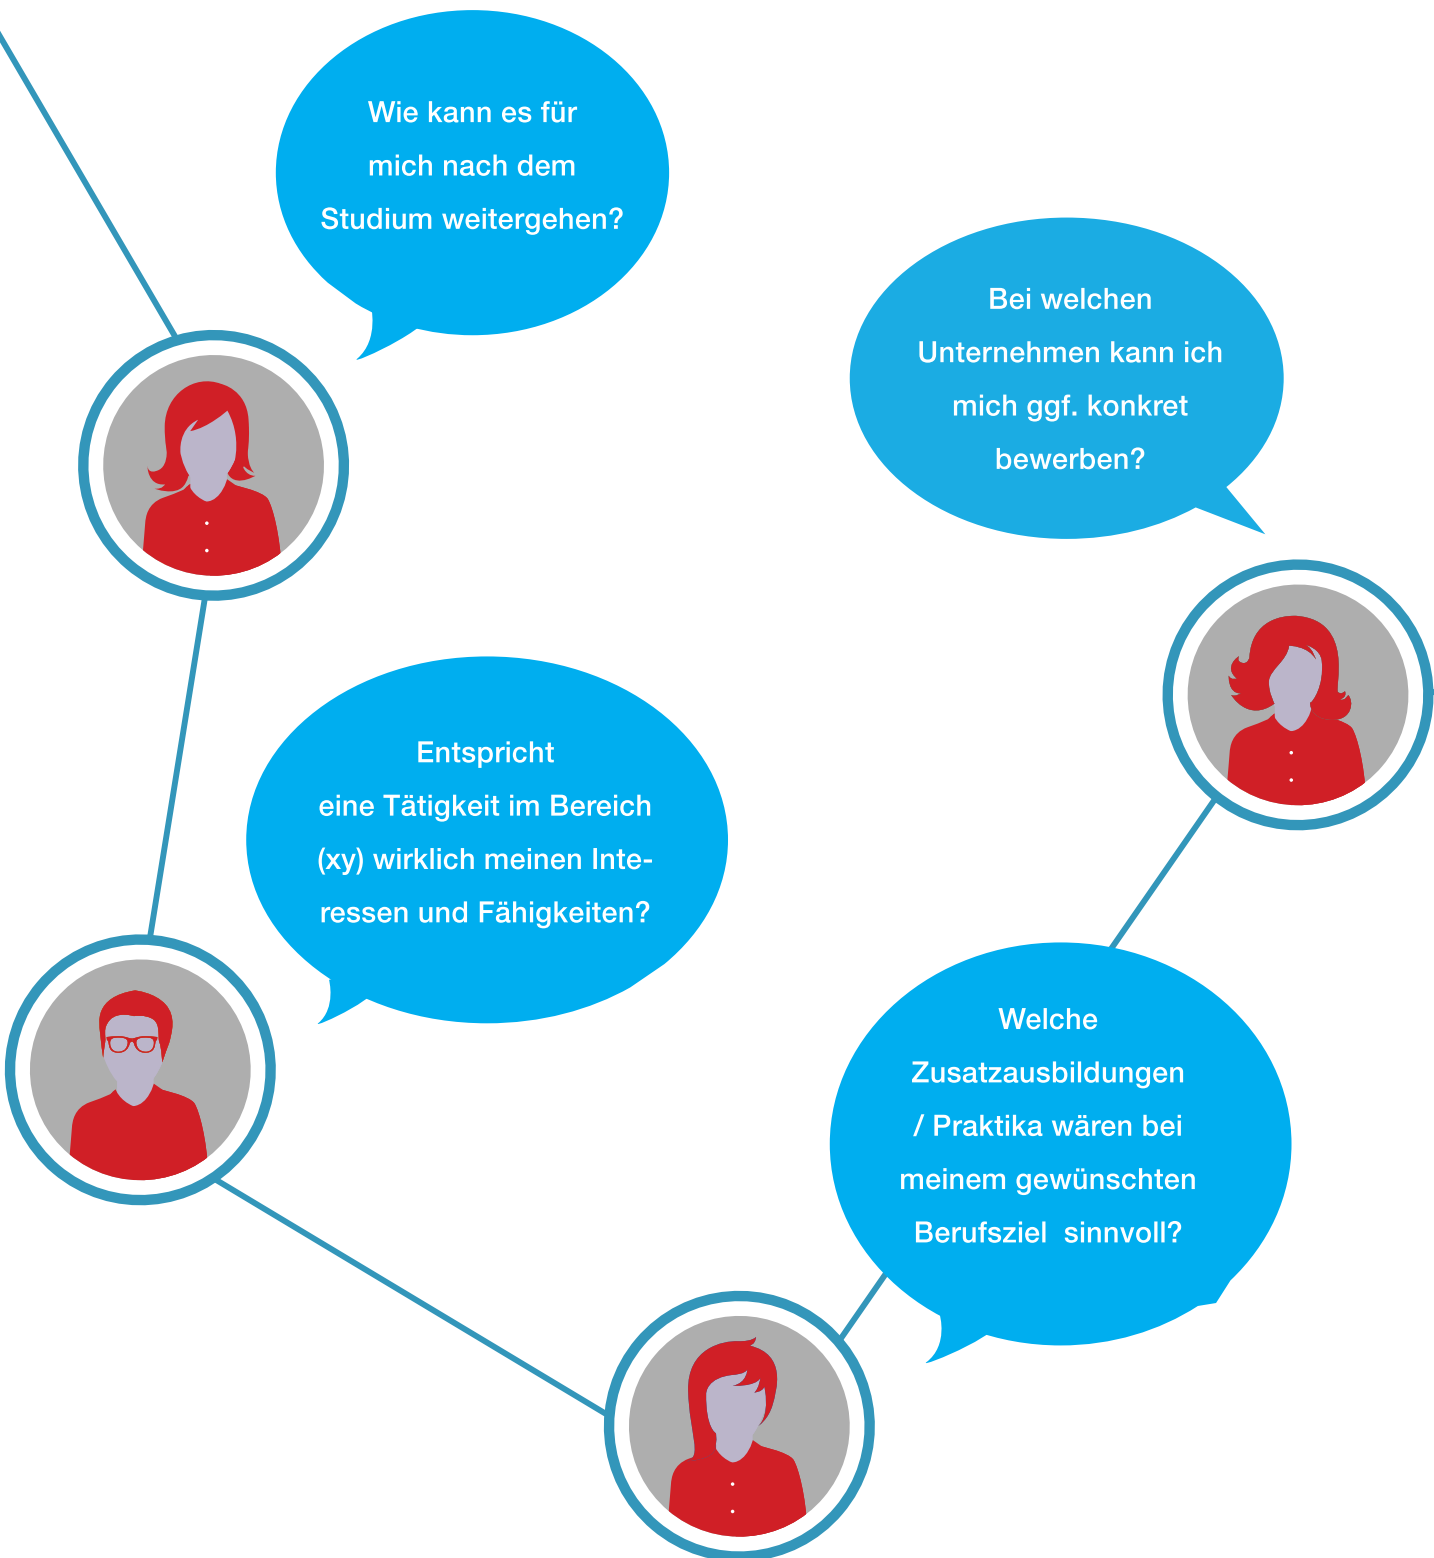 Wie kann es für
mich nach dem
Studium weitergehen?
Bei welchen
Unternehmen kann ich
mich ggf. konkret
bewerben?
Entspricht
eine Tätigkeit im Bereich
(xy) wirklich meinen Inte-
ressen und Fähigkeiten?
Welche
Zusatzausbildungen
/ Praktika wären bei
meinem gewünschten
Berufsziel  sinnvoll?